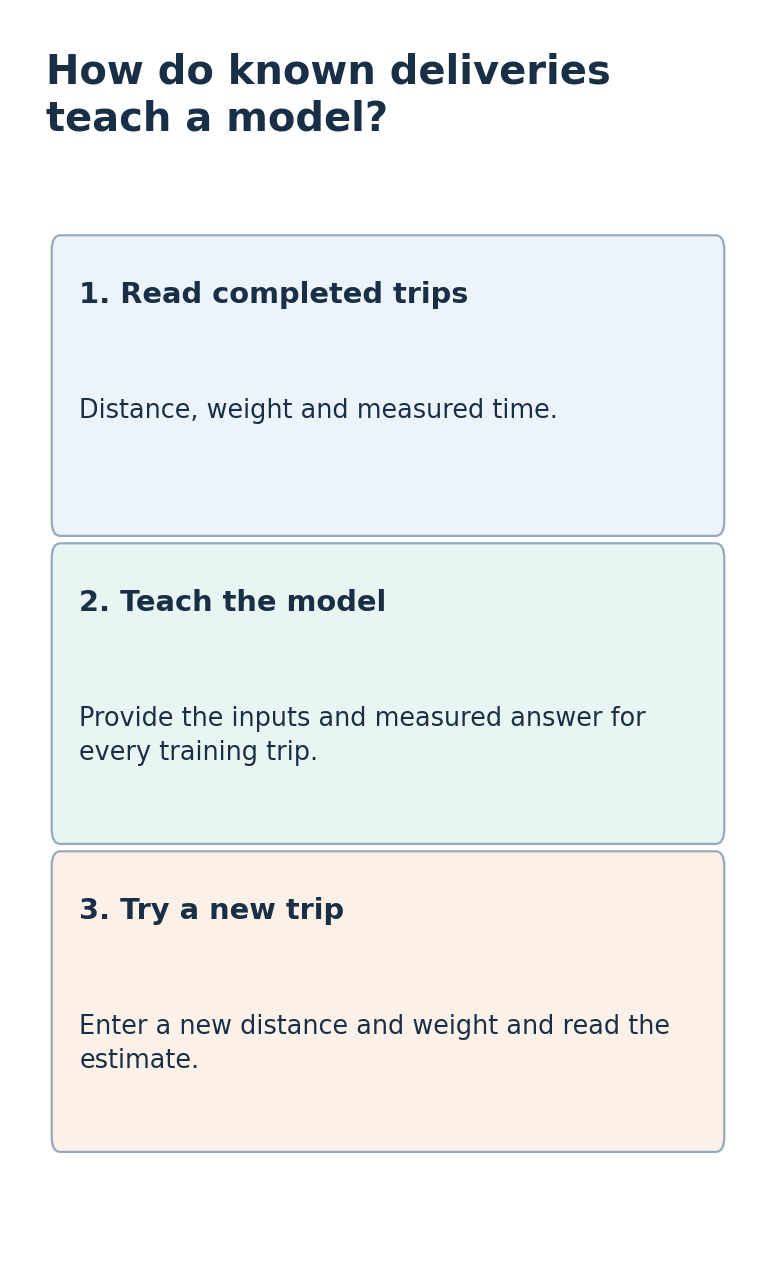 How do known deliveries
teach a model?
1. Read completed trips
Distance, weight and measured time.
2. Teach the model
Provide the inputs and measured answer for
every training trip.
3. Try a new trip
Enter a new distance and weight and read the
estimate.